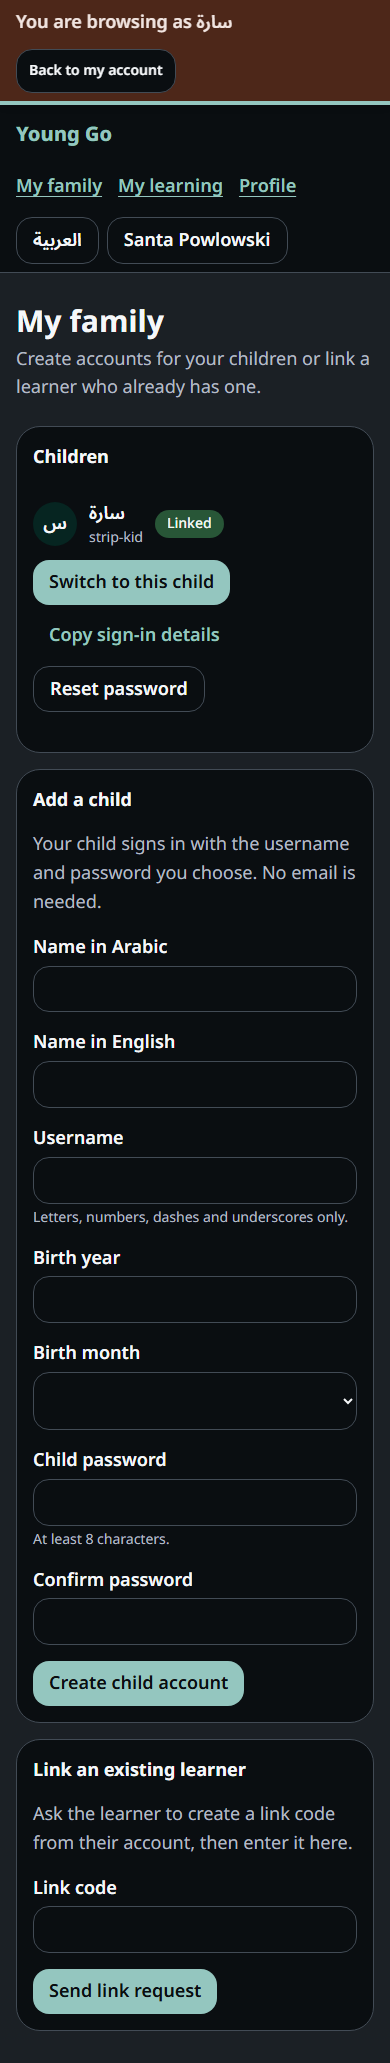 You are browsing as سارة
Back to my account
Young Go
My family My learning Profile
العربية Santa Powlowski
My family
Create accounts for your children or link a
learner who already has one.
Children
س
سارة
strip-kid
Linked
Switch to this child
Copy sign-in details
Reset password
Add a child
Your child signs in with the username
and password you choose. No email is
needed.
Name in Arabic
Name in English
Username
Letters, numbers, dashes and underscores only.
Birth year
Birth month
Child password
At least 8 characters.
Confirm password
Create child account
Link an existing learner
Ask the learner to create a link code
from their account, then enter it here.
Link code
Send link request